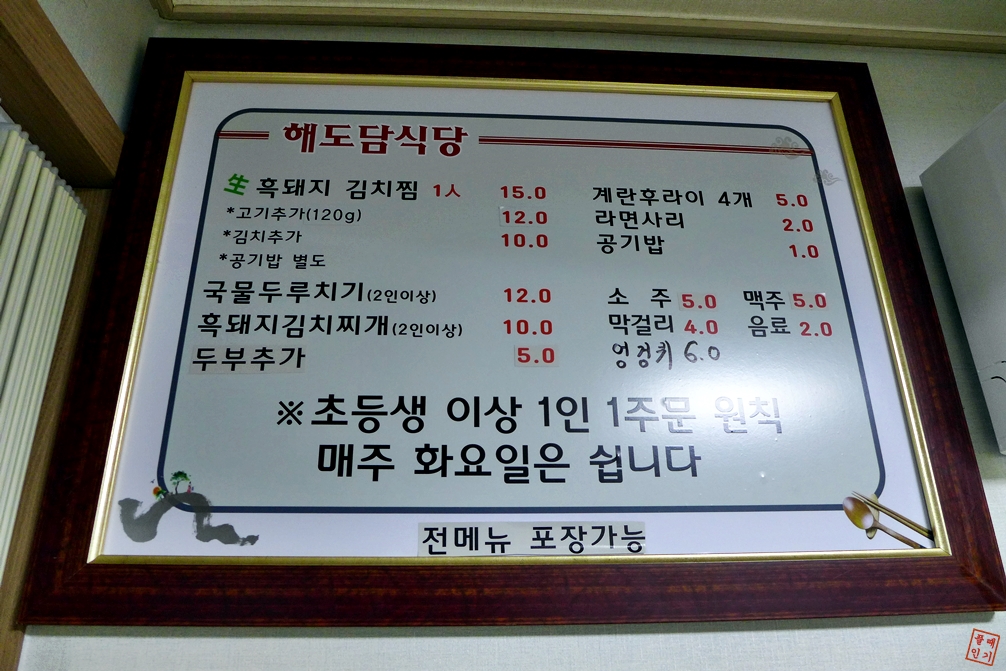 해도담식당
生 흑돼지 김치찜 1人 15.0
*고기추가(120g) 12.0
*김치추가 10.0
*공기밥 별도
국물두루치기(2인이상) 12.0
흑돼지김치찌개(2인이상) 10.0
두부추가 5.0
계란후라이 4개 5.0
라면사리 2.0
공기밥 1.0
소 주 5.0 맥주 5.0
막걸리 4.0 음료 2.0
엉겅퀴 6.0
※초등생 이상 1인 1주문 원칙
매주 화요일은 쉽니다
전메뉴 포장가능